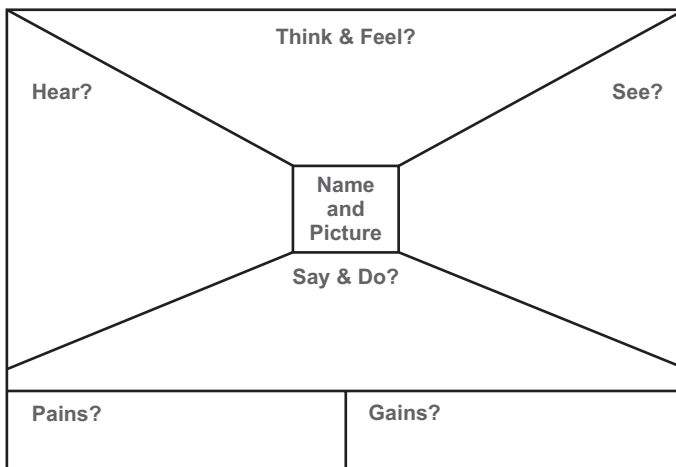 Think & Feel?
Hear?
See?
Name
and
Picture
Say & Do?
Pains?
Gains?